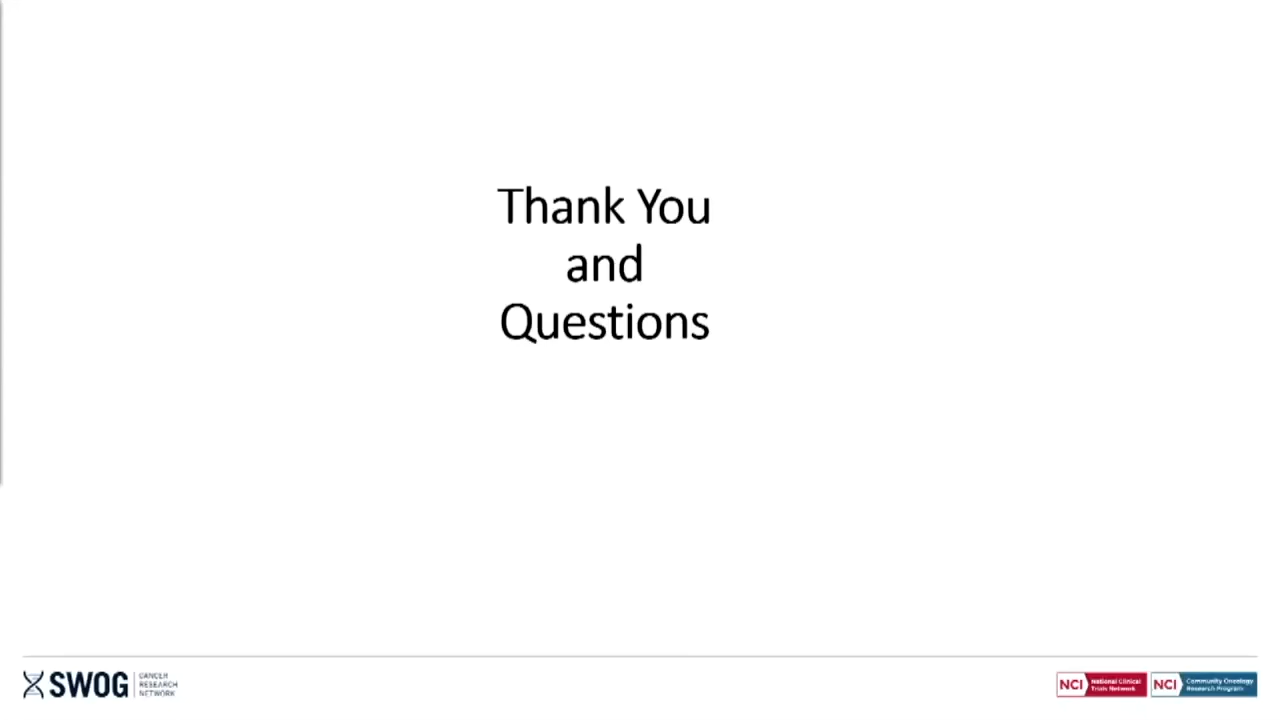 Thank You
and
Questions
SWOG
CANCER
RESEARCH
NETWORK
NCI National Clinical
Trials Network
NCI Community Oncology
Research Program